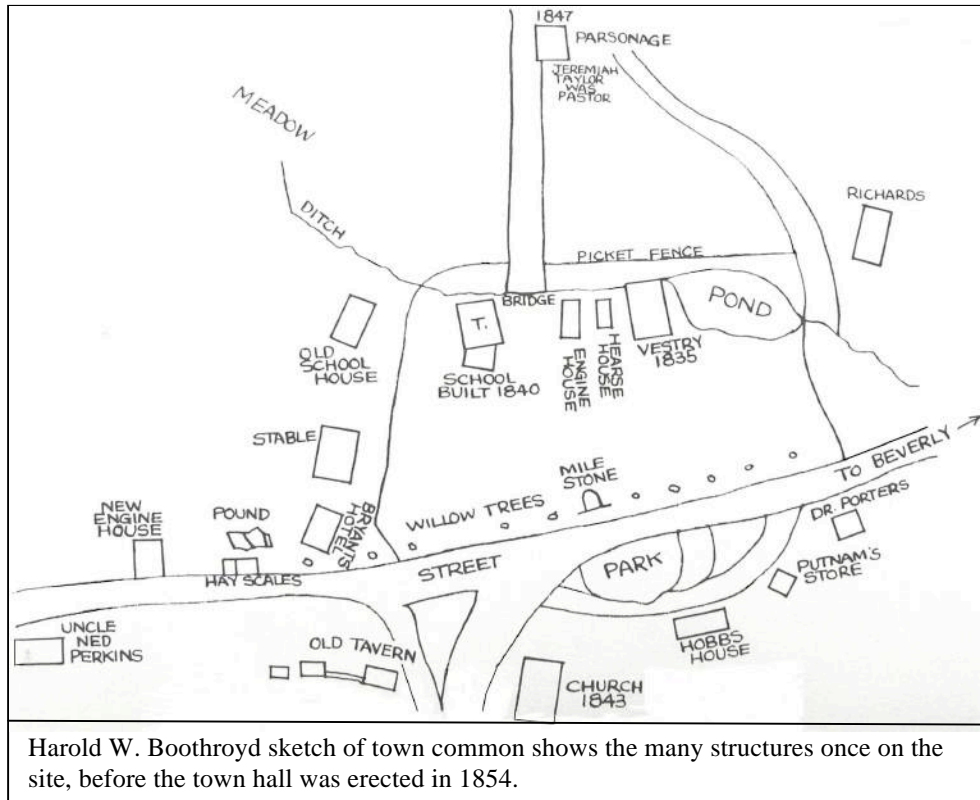 1847
PARSONAGE
JEREMIAH
TAYLOR
WAS
PASTOR
MEADOW
DITCH
RICHARDS
PICKET FENCE
BRIDGE
POND
T.
OLD
SCHOOL
HOUSE
SCHOOL
BUILT 1840
ENGINE
HOUSE
HEARSE
HOUSE
VESTRY
1835
STABLE
MILE
STONE
TO BEVERLY
WILLOW TREES
NEW
ENGINE
HOUSE
POUND
BRYANTS
HOTEL
DR. PORTERS
HAY SCALES
STREET
PARK
PUTNAM'S
STORE
UNCLE
NED
PERKINS
OLD TAVERN
HOBBS
HOUSE
CHURCH
1843
Harold W. Boothroyd sketch of town common shows the many structures once on the
site, before the town hall was erected in 1854.